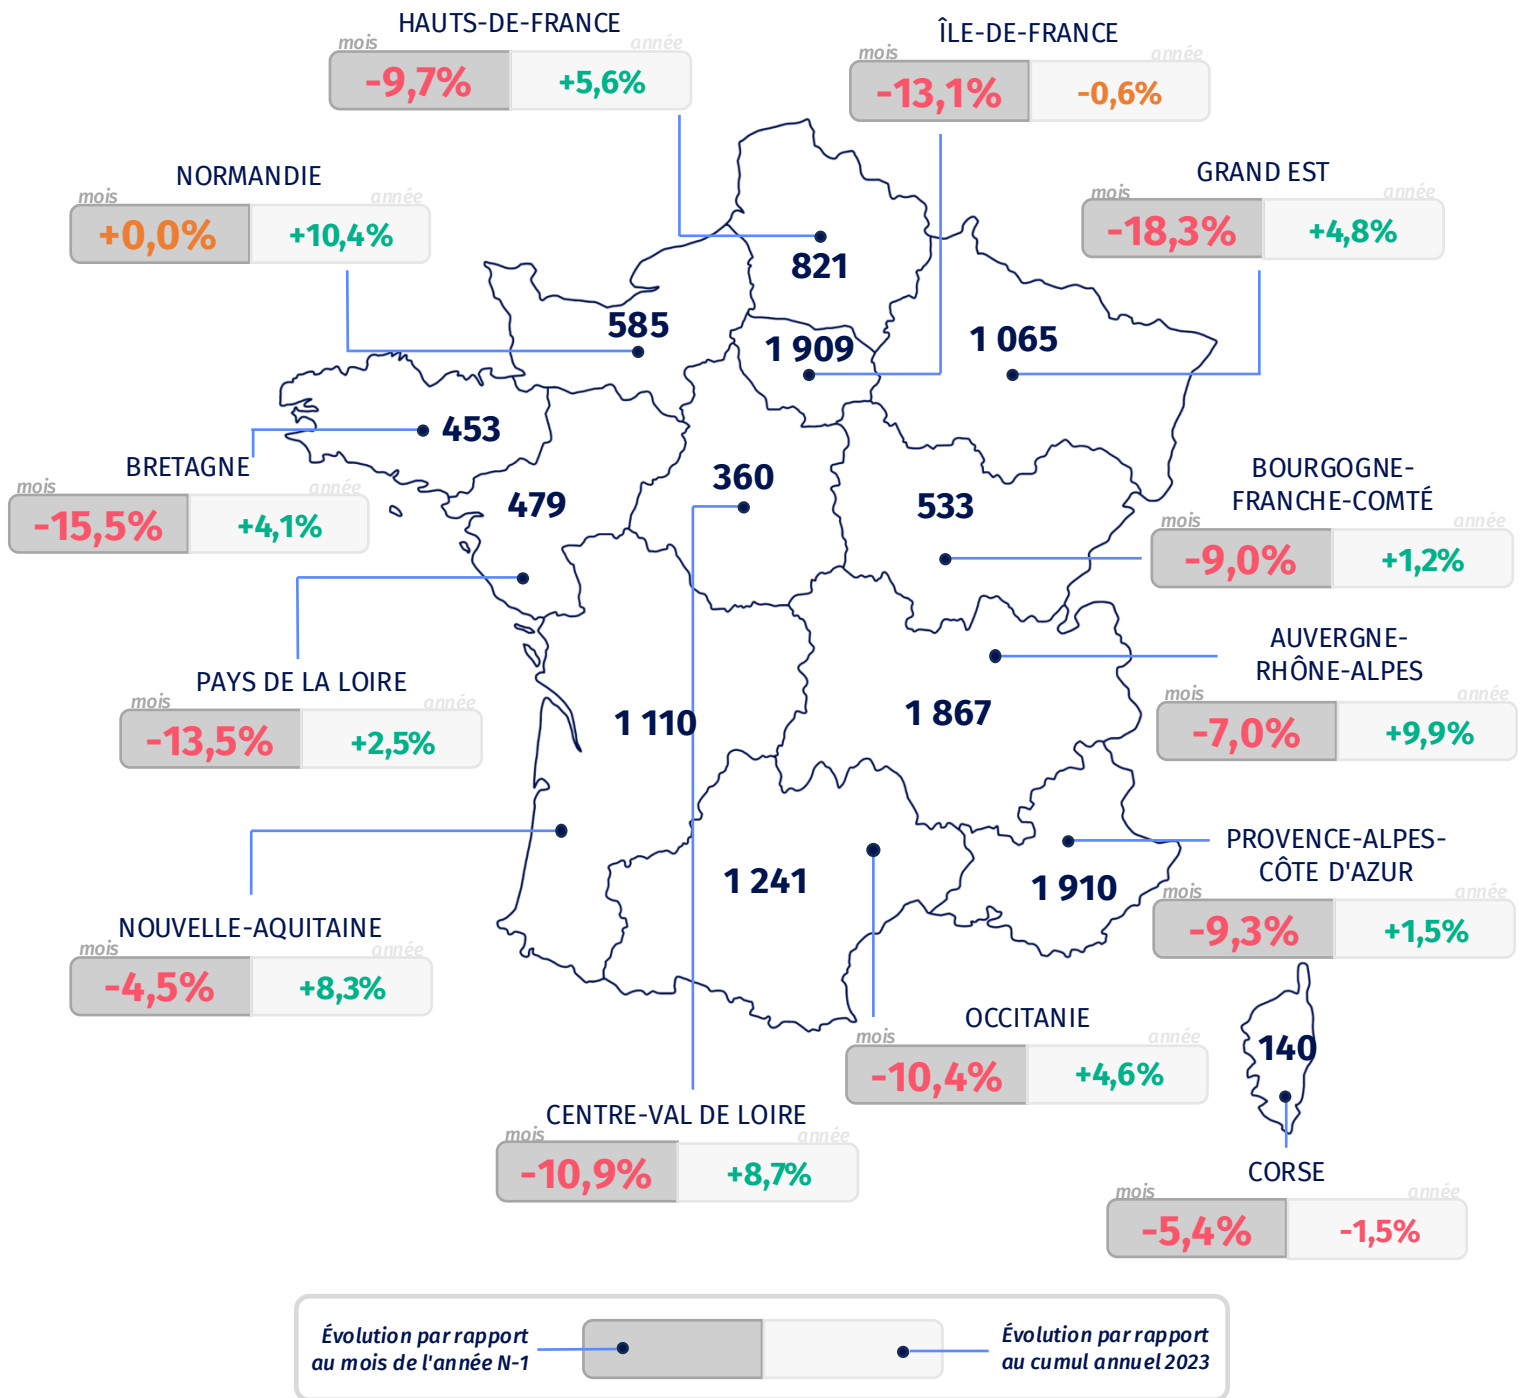 HAUTS-DE-FRANCE
mois année
-9,7% +5,6%
ÎLE-DE-FRANCE
mois année
-13,1% -0,6%
NORMANDIE
mois année
+0,0% +10,4%
GRAND EST
mois année
-18,3% +4,8%
821
585
1 909
1 065
453
BRETAGNE
mois année
-15,5% +4,1%
360
479
533
BOURGOGNE-
FRANCHE-COMTÉ
mois année
-9,0% +1,2%
PAYS DE LA LOIRE
mois année
-13,5% +2,5%
AUVERGNE-
RHÔNE-ALPES
mois année
-7,0% +9,9%
1 110
1 867
1 241
1 910
PROVENCE-ALPES-
CÔTE D'AZUR
mois année
-9,3% +1,5%
NOUVELLE-AQUITAINE
mois année
-4,5% +8,3%
OCCITANIE
mois année
-10,4% +4,6%
140
CENTRE-VAL DE LOIRE
mois année
-10,9% +8,7%
CORSE
mois année
-5,4% -1,5%
Évolution par rapport
au mois de l'année N-1
Évolution par rapport
au cumul annuel 2023